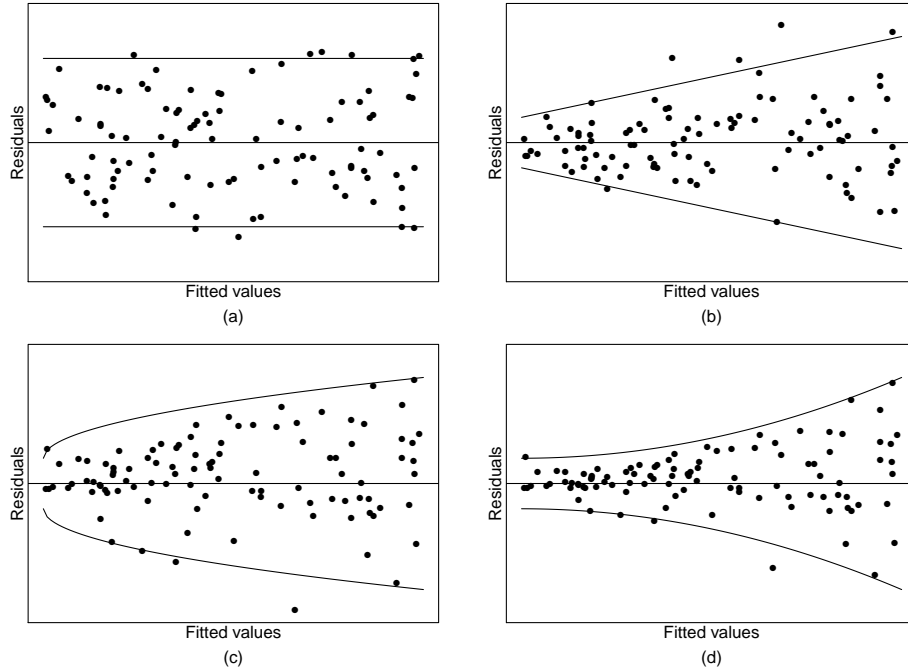 Residuals
Fitted values
(a)
Residuals
Fitted values
(b)
Residuals
Fitted values
(c)
Residuals
Fitted values
(d)